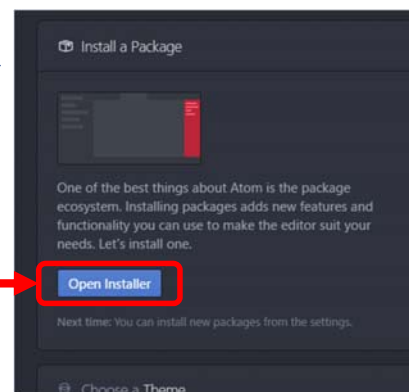 Install a Package
One of the best things about Atom is the package
ecosystem. Installing packages adds new features and
functionality you can use to make the editor suit your
needs. Let's install one.
Open Installer
Next time: You can install new packages from the settings.
Choose a Theme